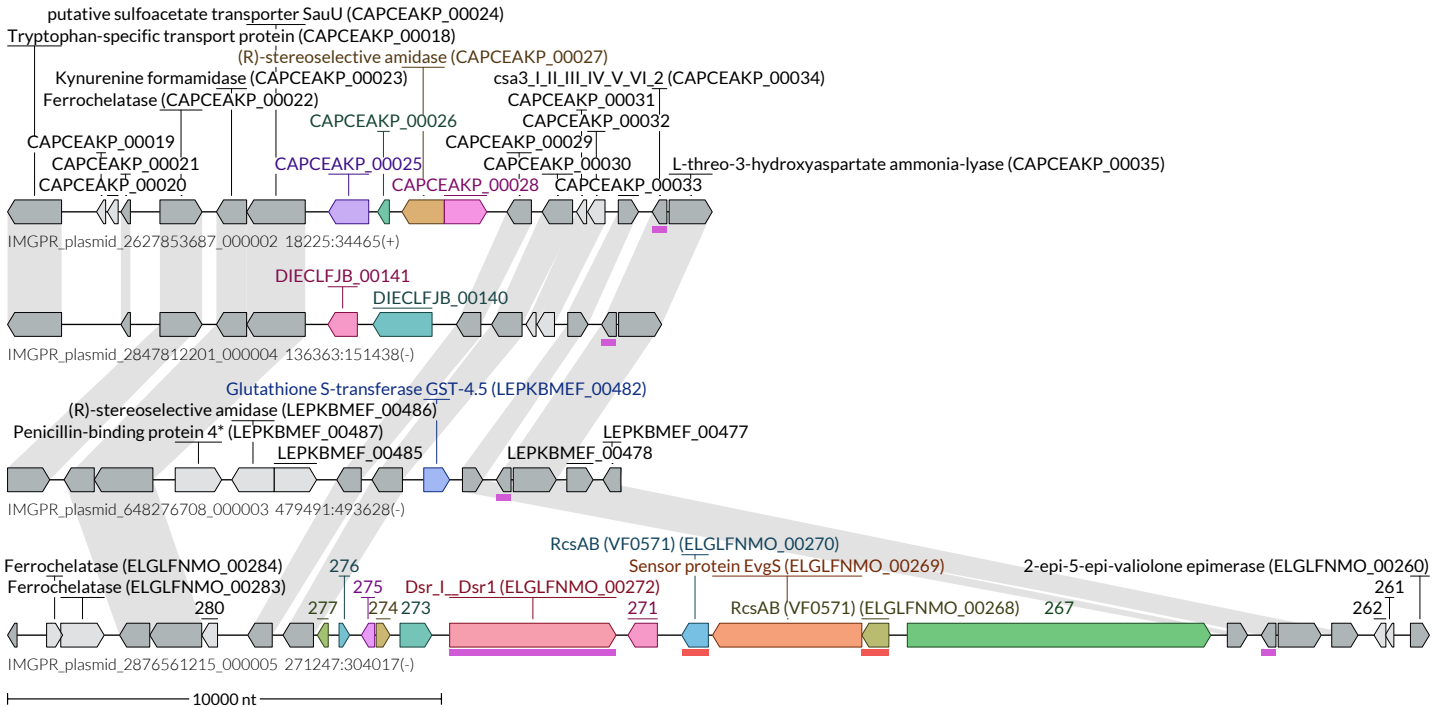 putative sulfoacetate transporter SauU (CAPCEAKP_00024)
Tryptophan-specific transport protein (CAPCEAKP_00018)
(R)-stereoselective amidase (CAPCEAKP_00027)
Kynurenine formamidase (CAPCEAKP_00023)
csa3_I_II_III_IV_V_VI_2 (CAPCEAKP_00034)
Ferrochelatase (CAPCEAKP_00022)
CAPCEAKP_00031
CAPCEAKP_00026
CAPCEAKP_00032
CAPCEAKP_00019
CAPCEAKP_00029
CAPCEAKP_00021
CAPCEAKP_00025
CAPCEAKP_00030
L-threo-3-hydroxyaspartate ammonia-lyase (CAPCEAKP_00035)
CAPCEAKP_00020
CAPCEAKP_00028
CAPCEAKP_00033
IMGPR_plasmid_2627853687_000002 18225:34465(+)
DIECLFJB_00141
DIECLFJB_00140
IMGPR_plasmid_2847812201_000004 136363:151438(-)
Glutathione S-transferase GST-4.5 (LEPKBMEF_00482)
(R)-stereoselective amidase (LEPKBMEF_00486)
Penicillin-binding protein 4* (LEPKBMEF_00487)
LEPKBMEF_00477
LEPKBMEF_00485
LEPKBMEF_00478
IMGPR_plasmid_648276708_000003 479491:493628(-)
RcsAB (VF0571) (ELGLFNMO_00270)
Ferrochelatase (ELGLFNMO_00284)
276
Sensor protein EvgS (ELGLFNMO_00269)
2-epi-5-epi-valiolone epimerase (ELGLFNMO_00260)
Ferrochelatase (ELGLFNMO_00283)
275
Dsr_I__Dsr1 (ELGLFNMO_00272)
261
280
277
274
273
271
RcsAB (VF0571) (ELGLFNMO_00268)
267
262
IMGPR_plasmid_2876561215_000005 271247:304017(-)
10000 nt